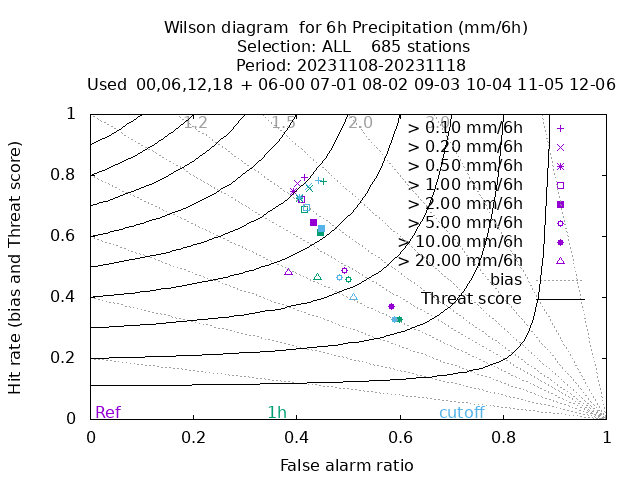 Wilson diagram  for 6h Precipitation (mm/6h)
Selection: ALL    685 stations
Period: 20231108-20231118
Used  00,06,12,18  + 06-00 07-01 08-02 09-03 10-04 11-05 12-06
Hit rate (bias and Threat score)
1
0.8
0.6
0.4
0.2
0
1.2
1.5
2.0
3.0
> 0.10 mm/6h
> 0.20 mm/6h
> 0.50 mm/6h
> 1.00 mm/6h
> 2.00 mm/6h
> 5.00 mm/6h
> 10.00 mm/6h
> 20.00 mm/6h
bias
Threat score
Ref
1h
cutoff
0
0.2
0.4
0.6
0.8
1
False alarm ratio